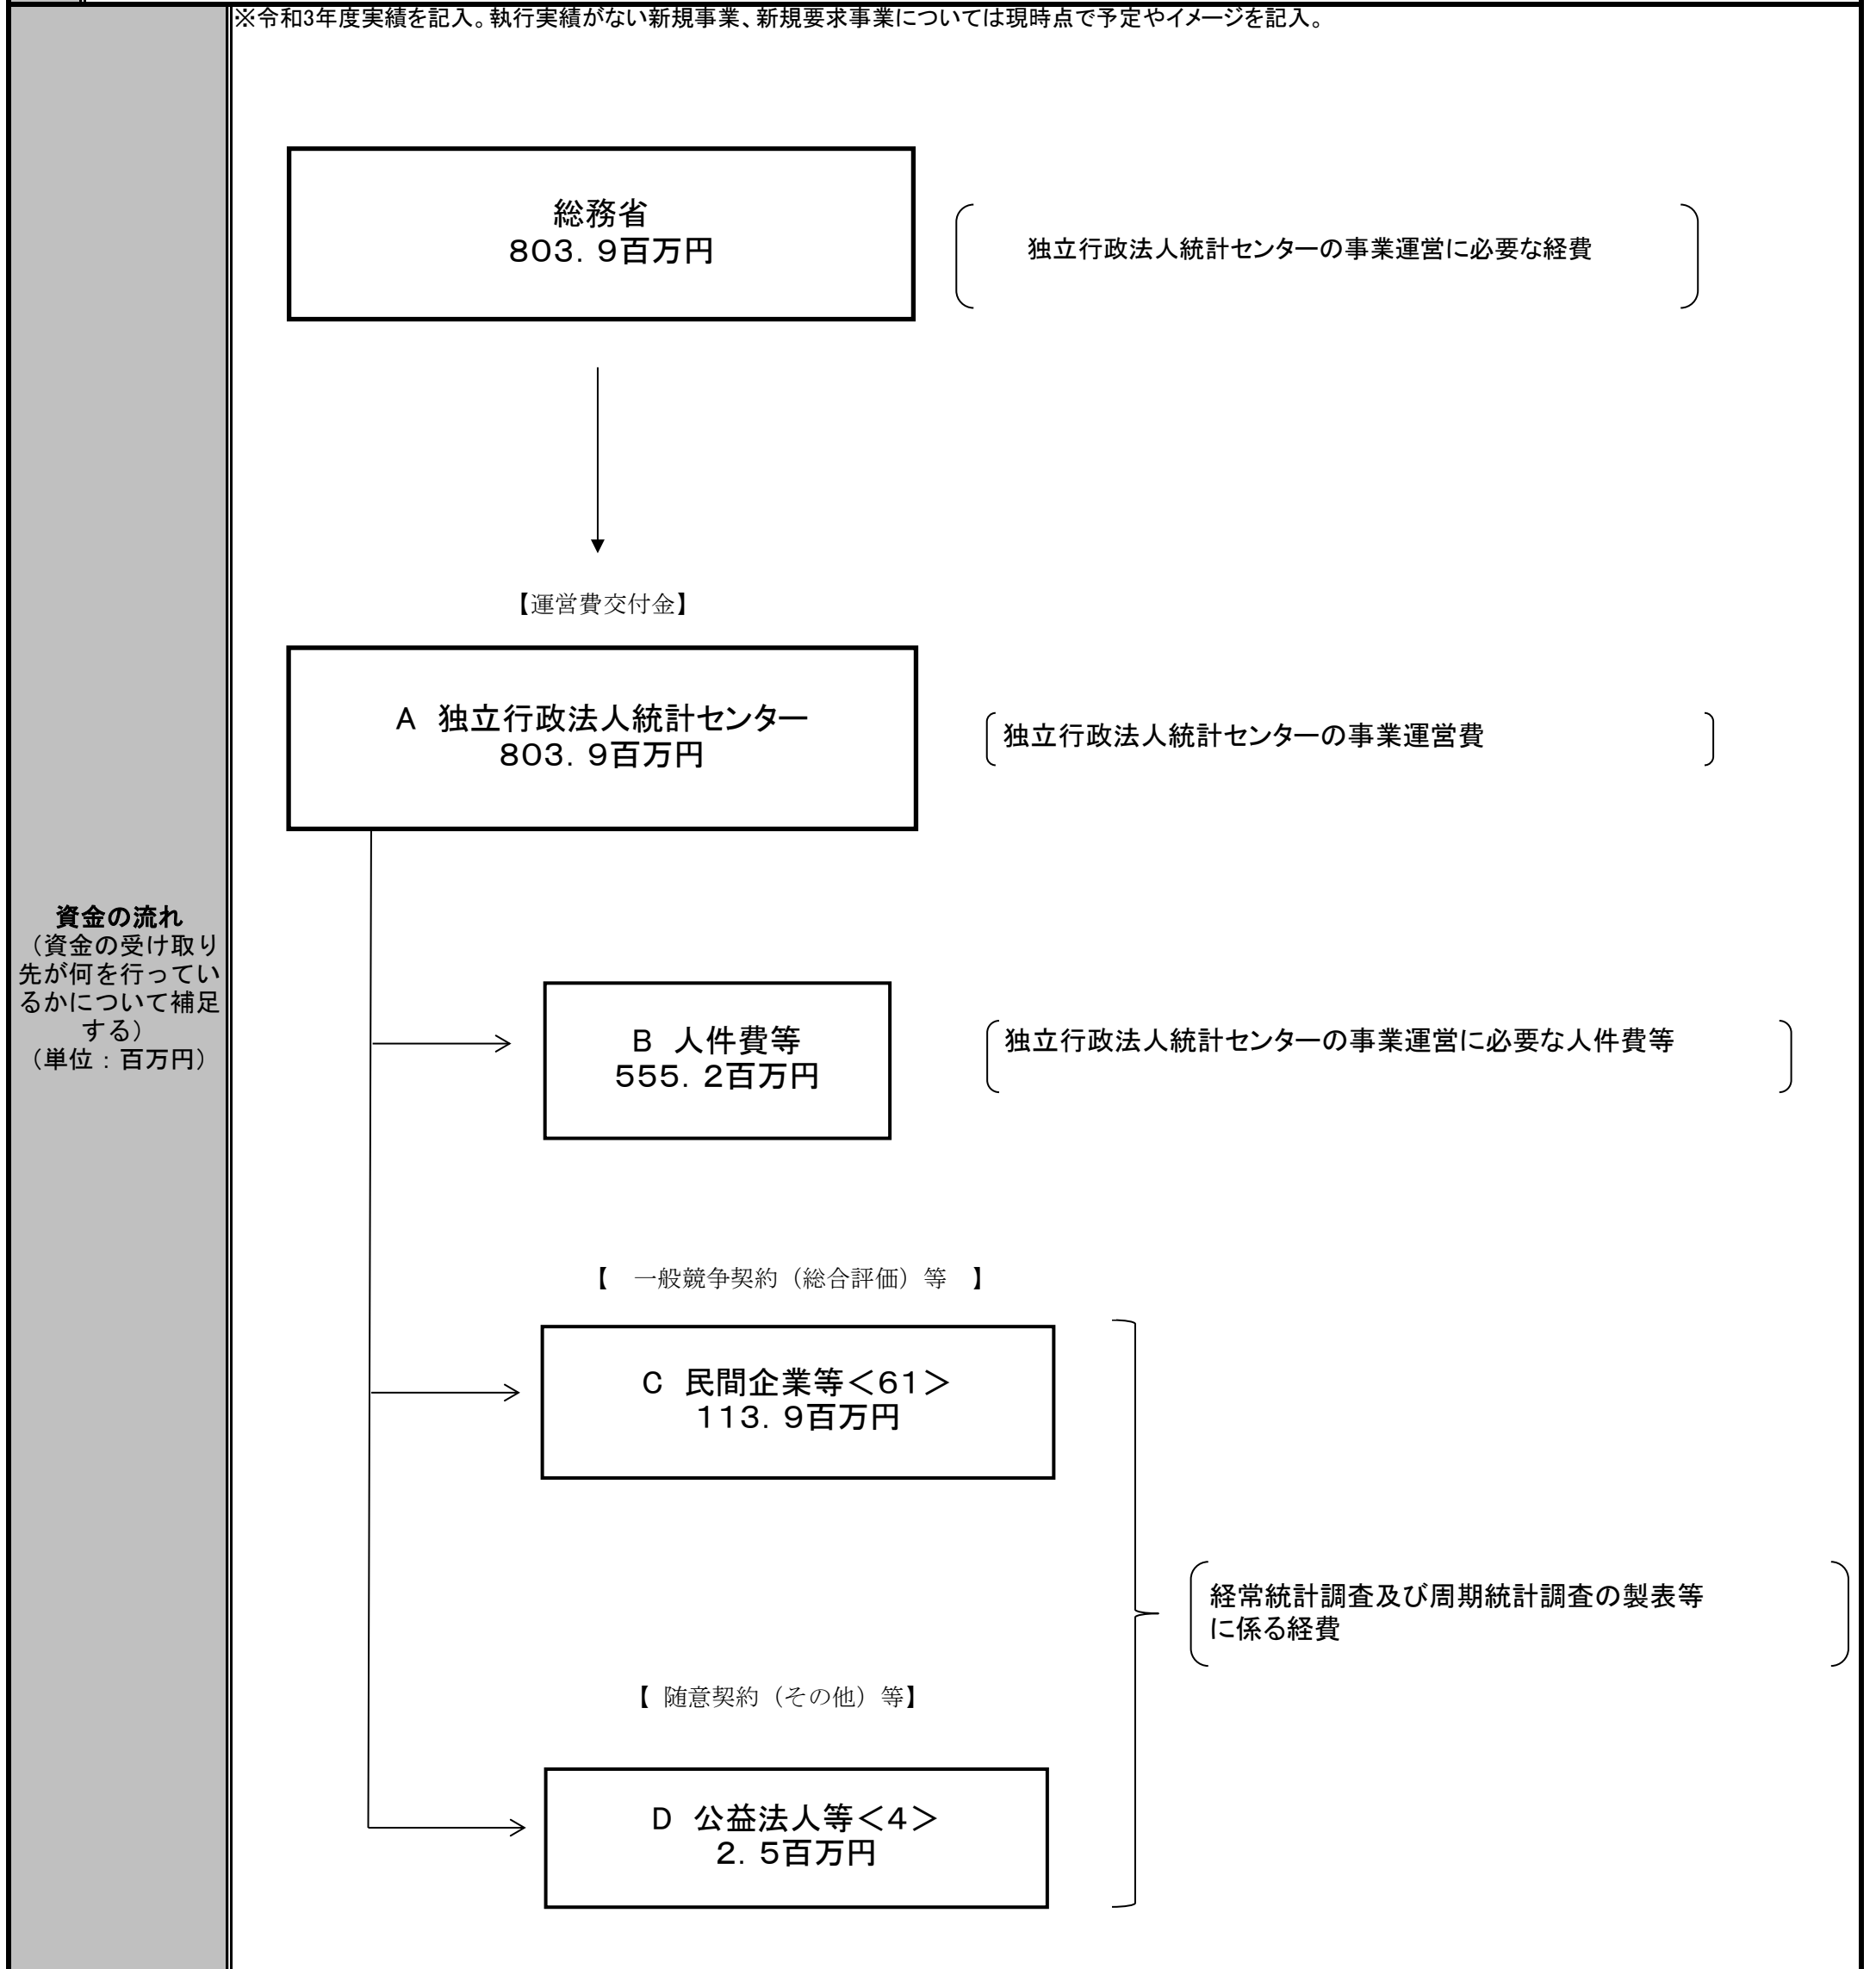 ※令和3年度実績を記入。執行実績がない新規事業、新規要求事業については現時点で予定やイメージを記入。
総務省
８０３．９百万円
独立行政法人統計センターの事業運営に必要な経費
【運営費交付金】
A　独立行政法人統計センター
８０３．９百万円
独立行政法人統計センターの事業運営費
資金の流れ
（資金の受け取り
先が何を行ってい
るかについて補足
する）
（単位：百万円）
B　人件費等
５５５．２百万円
独立行政法人統計センターの事業運営に必要な人件費等
【　一般競争契約（総合評価）等　】
C　民間企業等＜６１＞
１１３．９百万円
経常統計調査及び周期統計調査の製表等
に係る経費
【 随意契約（その他）等】
D　公益法人等＜４＞
２．５百万円